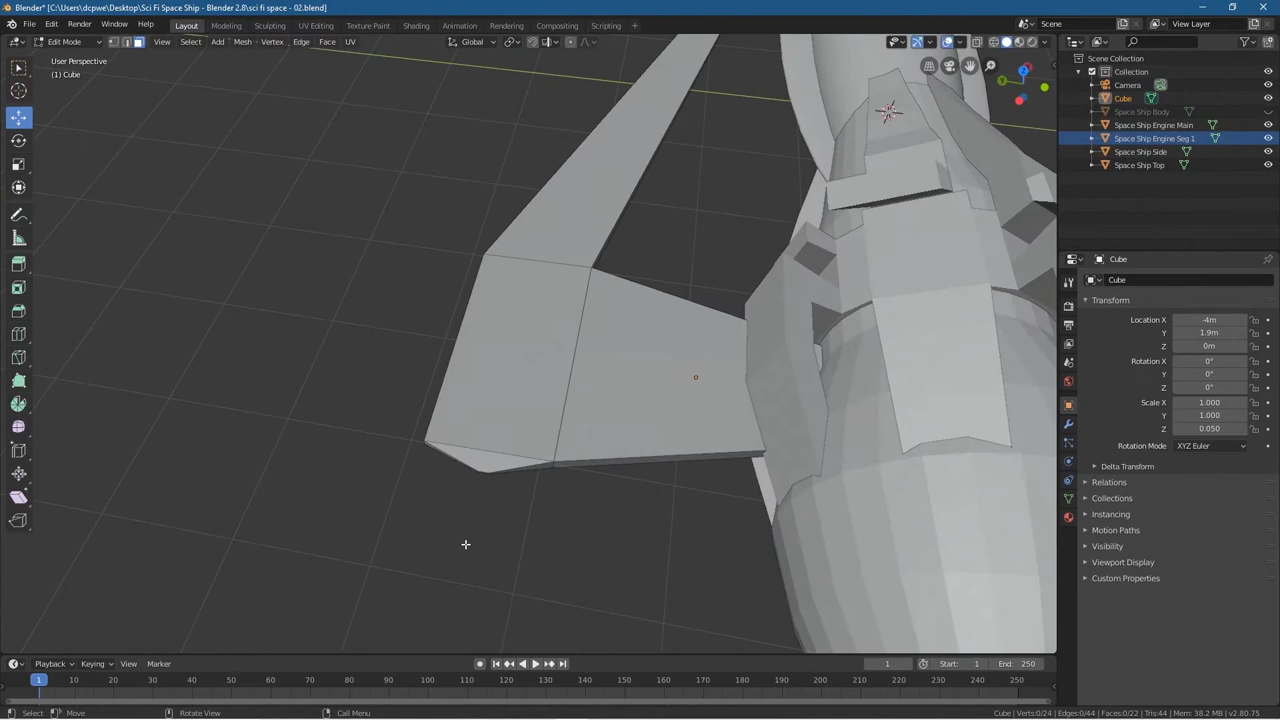 Blender* [C:\Users\dcpwe\Desktop\Sci Fi Space Ship - Blender 2.8\sci fi space - 02.blend]
File Edit Render Window Help Layout Modeling Sculpting UV Editing Texture Paint Shading Animation Rendering Compositing Scripting Scene View Layer
Edit Mode View Select Add Mesh Vertex Edge Face UV Global
User Perspective
(1) Cube
Scene Collection
Collection
Camera
Cube
Space Ship Body
Space Ship Engine Main
Space Ship Engine Seg 1
Space Ship Side
Space Ship Top
Cube
Cube
Transform
Location X -4m
Y 1.9m
Z 0m
Rotation X 0°
Y 0°
Z 0°
Scale X 1.000
Y 1.000
Z 0.050
Rotation Mode XYZ Euler
Delta Transform
Relations
Collections
Instancing
Motion Paths
Visibility
Viewport Display
Custom Properties
X
Y
Z
Playback Keying View Marker 1 Start: 1 End: 250
1 10 20 30 40 50 60 70 80 90 100 110 120 130 140 150 160 170 180 190 200 210 220 230 240 250
Select Move Rotate View Call Menu Cube | Verts:0/24 | Edges:0/44 | Faces:0/22 | Tris:44 | Mem: 38.2 MB | v2.80.75